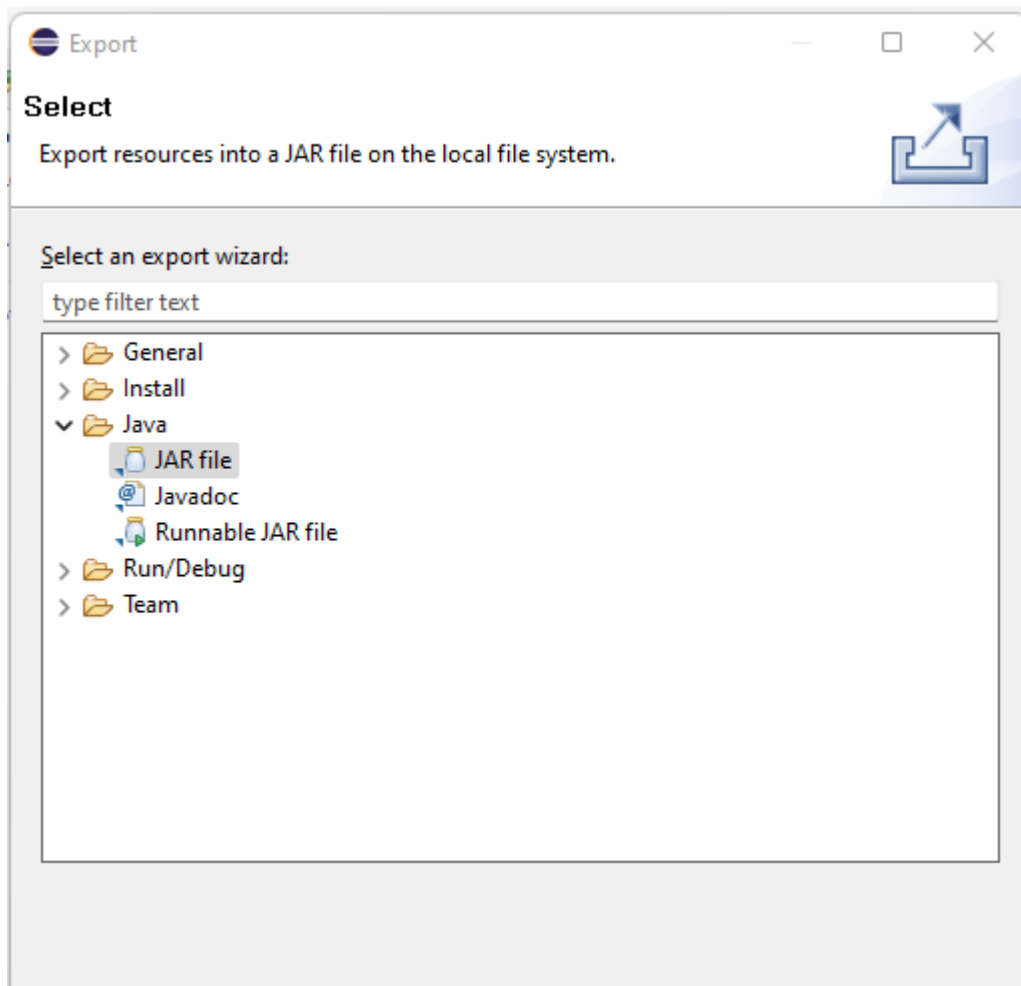 Export
Select
Export resources into a JAR file on the local file system.
Select an export wizard:
type filter text
General
Install
Java
JAR file
Javadoc
Runnable JAR file
Run/Debug
Team